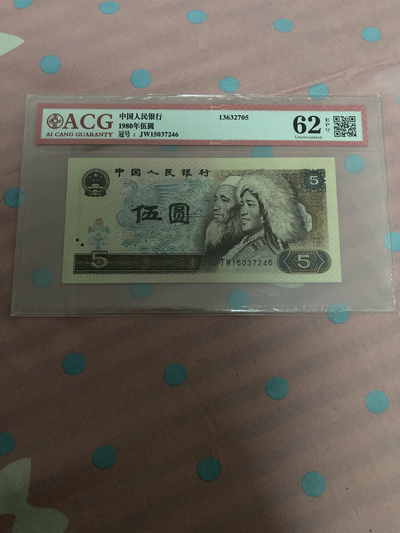 ACG
AI CANG GRADING
中国人民银行
1980年伍圆
冠号：JW15037246
13632705
62
EPQ
Uncirculated
中国人民银行
5
伍圆
5
JW15037246
5